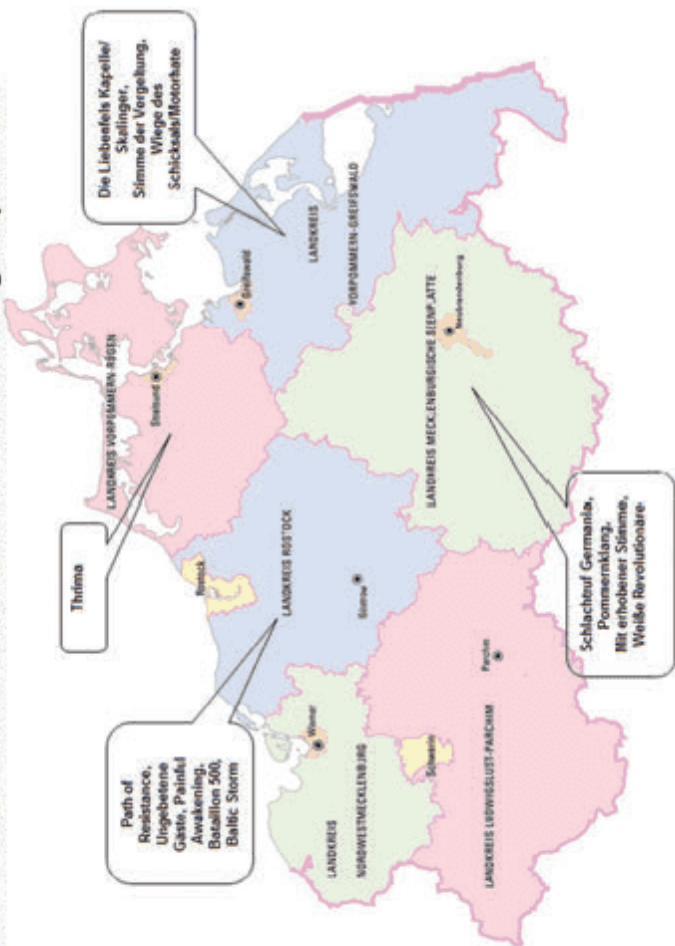 Die Liebenfels Kapelle/
Skalinger,
Stimme der Vergeltung,
Wiege des
Schicksals/Motorhate
Thrima
Path of
Resistance,
Ungebetene
Gäste, Painful
Awakening,
Bataillon 500,
Baltic Storm
Schlachtruf Germania,
Pommernklang,
Mit erhobener Stimme,
Weiße Revolutionäre
LANDKREIS VORPOMMERN-RÜGEN
Stralsund
Greifswald
LANDKREIS
VORPOMMERN-GREIFSWALD
Rostock
LANDKREIS ROSTOCK
Güstrow
Wismar
LANDKREIS
NORDWESTMECKLENBURG
Schwerin
LANDKREIS MECKLENBURGISCHE SEENPLATTE
Neubrandenburg
Parchim
LANDKREIS LUDWIGSLUST-PARCHIM